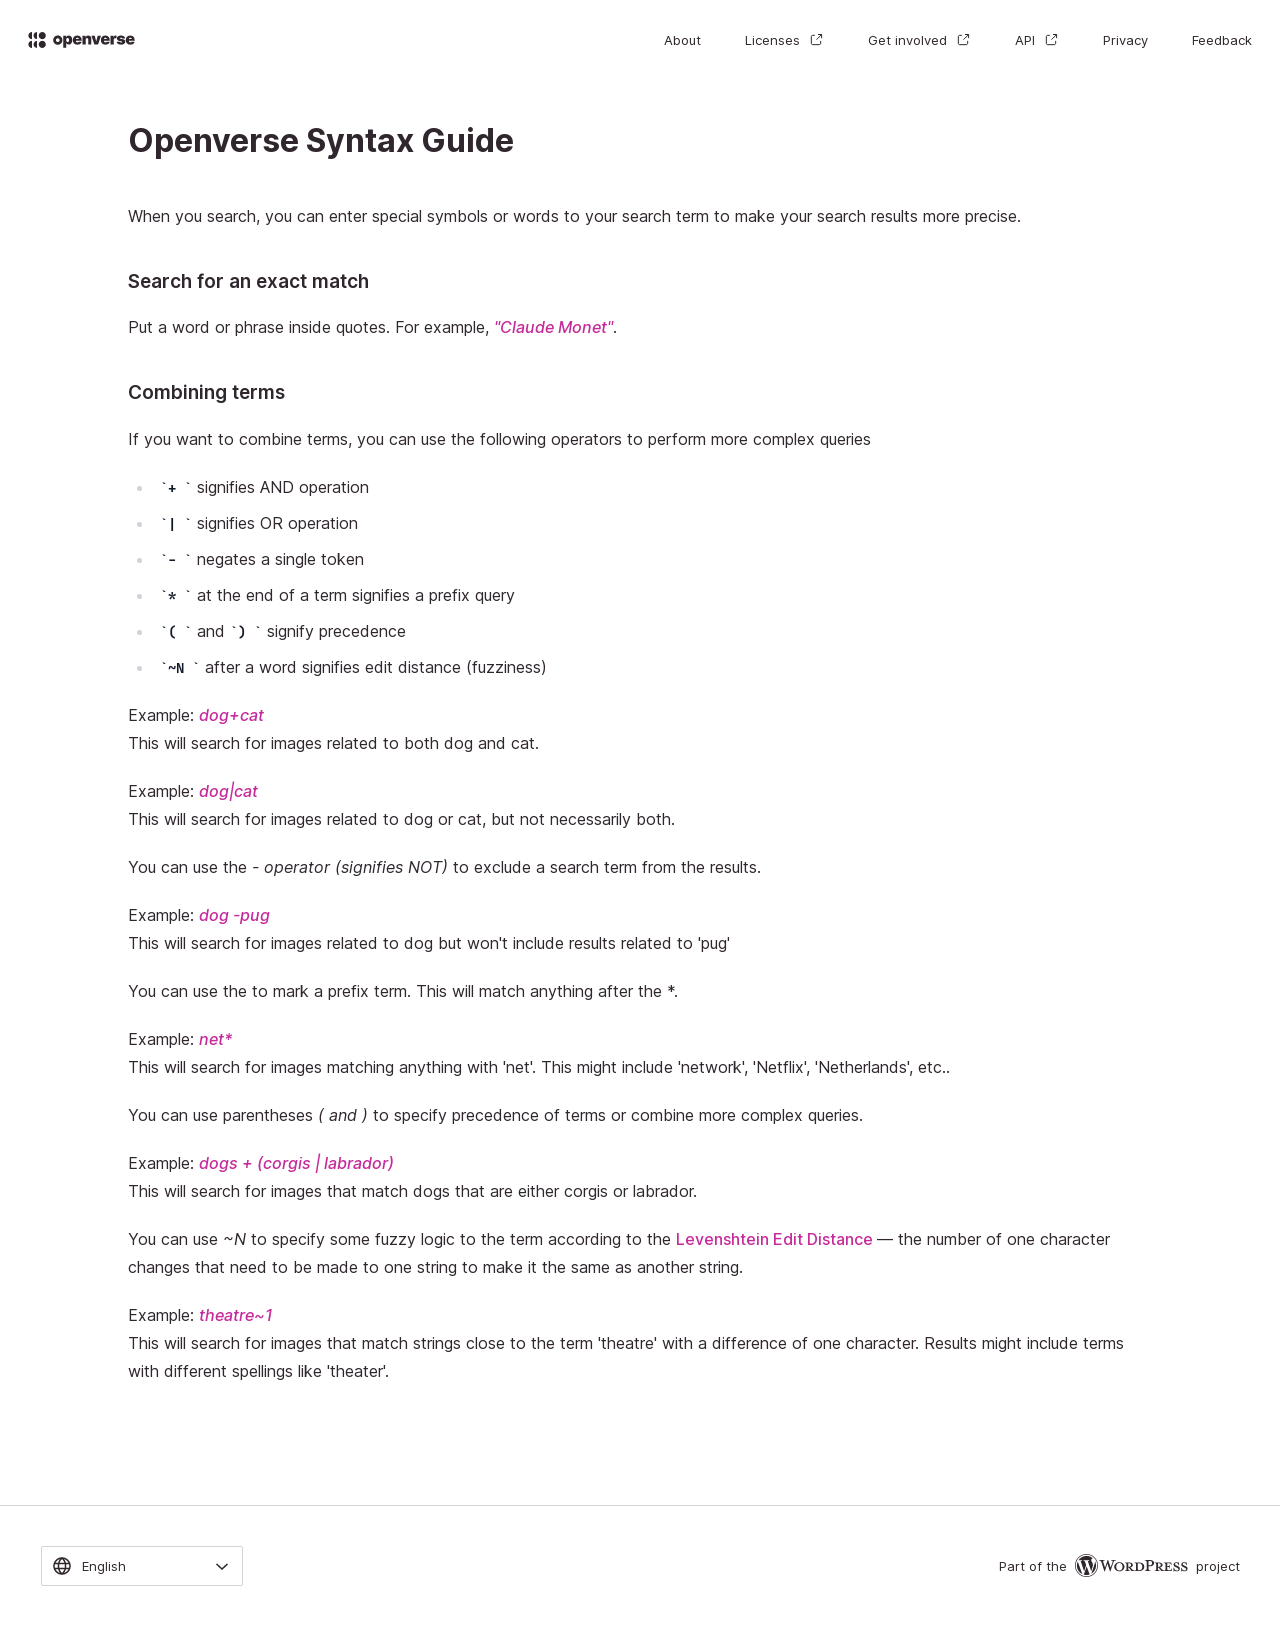 openverse
About
Licenses
Get involved
API
Privacy
Feedback
Openverse Syntax Guide
When you search, you can enter special symbols or words to your search term to make your search results more precise.
Search for an exact match
Put a word or phrase inside quotes. For example, "Claude Monet".
Combining terms
If you want to combine terms, you can use the following operators to perform more complex queries
`+ ` signifies AND operation
`| ` signifies OR operation
`- ` negates a single token
`* ` at the end of a term signifies a prefix query
`( ` and `) ` signify precedence
`~N ` after a word signifies edit distance (fuzziness)
Example: dog+cat
This will search for images related to both dog and cat.
Example: dog|cat
This will search for images related to dog or cat, but not necessarily both.
You can use the - operator (signifies NOT) to exclude a search term from the results.
Example: dog -pug
This will search for images related to dog but won't include results related to 'pug'
You can use the to mark a prefix term. This will match anything after the *.
Example: net*
This will search for images matching anything with 'net'. This might include 'network', 'Netflix', 'Netherlands', etc..
You can use parentheses ( and ) to specify precedence of terms or combine more complex queries.
Example: dogs + (corgis | labrador)
This will search for images that match dogs that are either corgis or labrador.
You can use ~N to specify some fuzzy logic to the term according to the Levenshtein Edit Distance — the number of one character
changes that need to be made to one string to make it the same as another string.
Example: theatre~1
This will search for images that match strings close to the term 'theatre' with a difference of one character. Results might include terms
with different spellings like 'theater'.
English
Part of the WordPress project